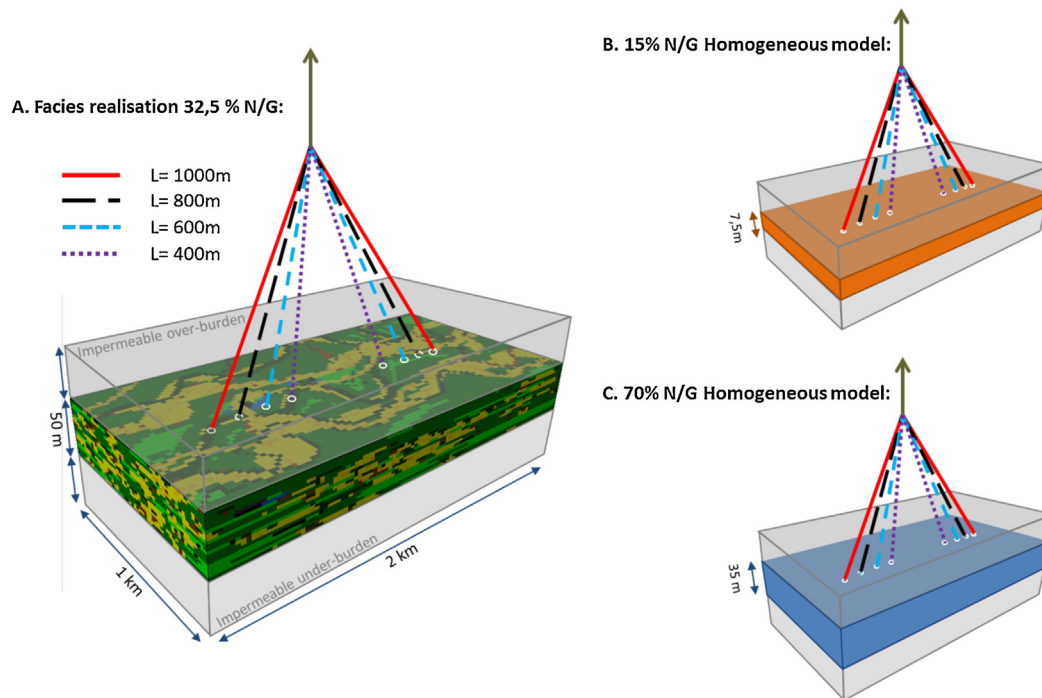 A. Facies realisation 32,5 % N/G:
L= 1000m
L= 800m
L= 600m
L= 400m
Impermeable over-burden
50 m
1 km
2 km
Impermeable under-burden
B. 15% N/G Homogeneous model:
7,5m
C. 70% N/G Homogeneous model:
35 m